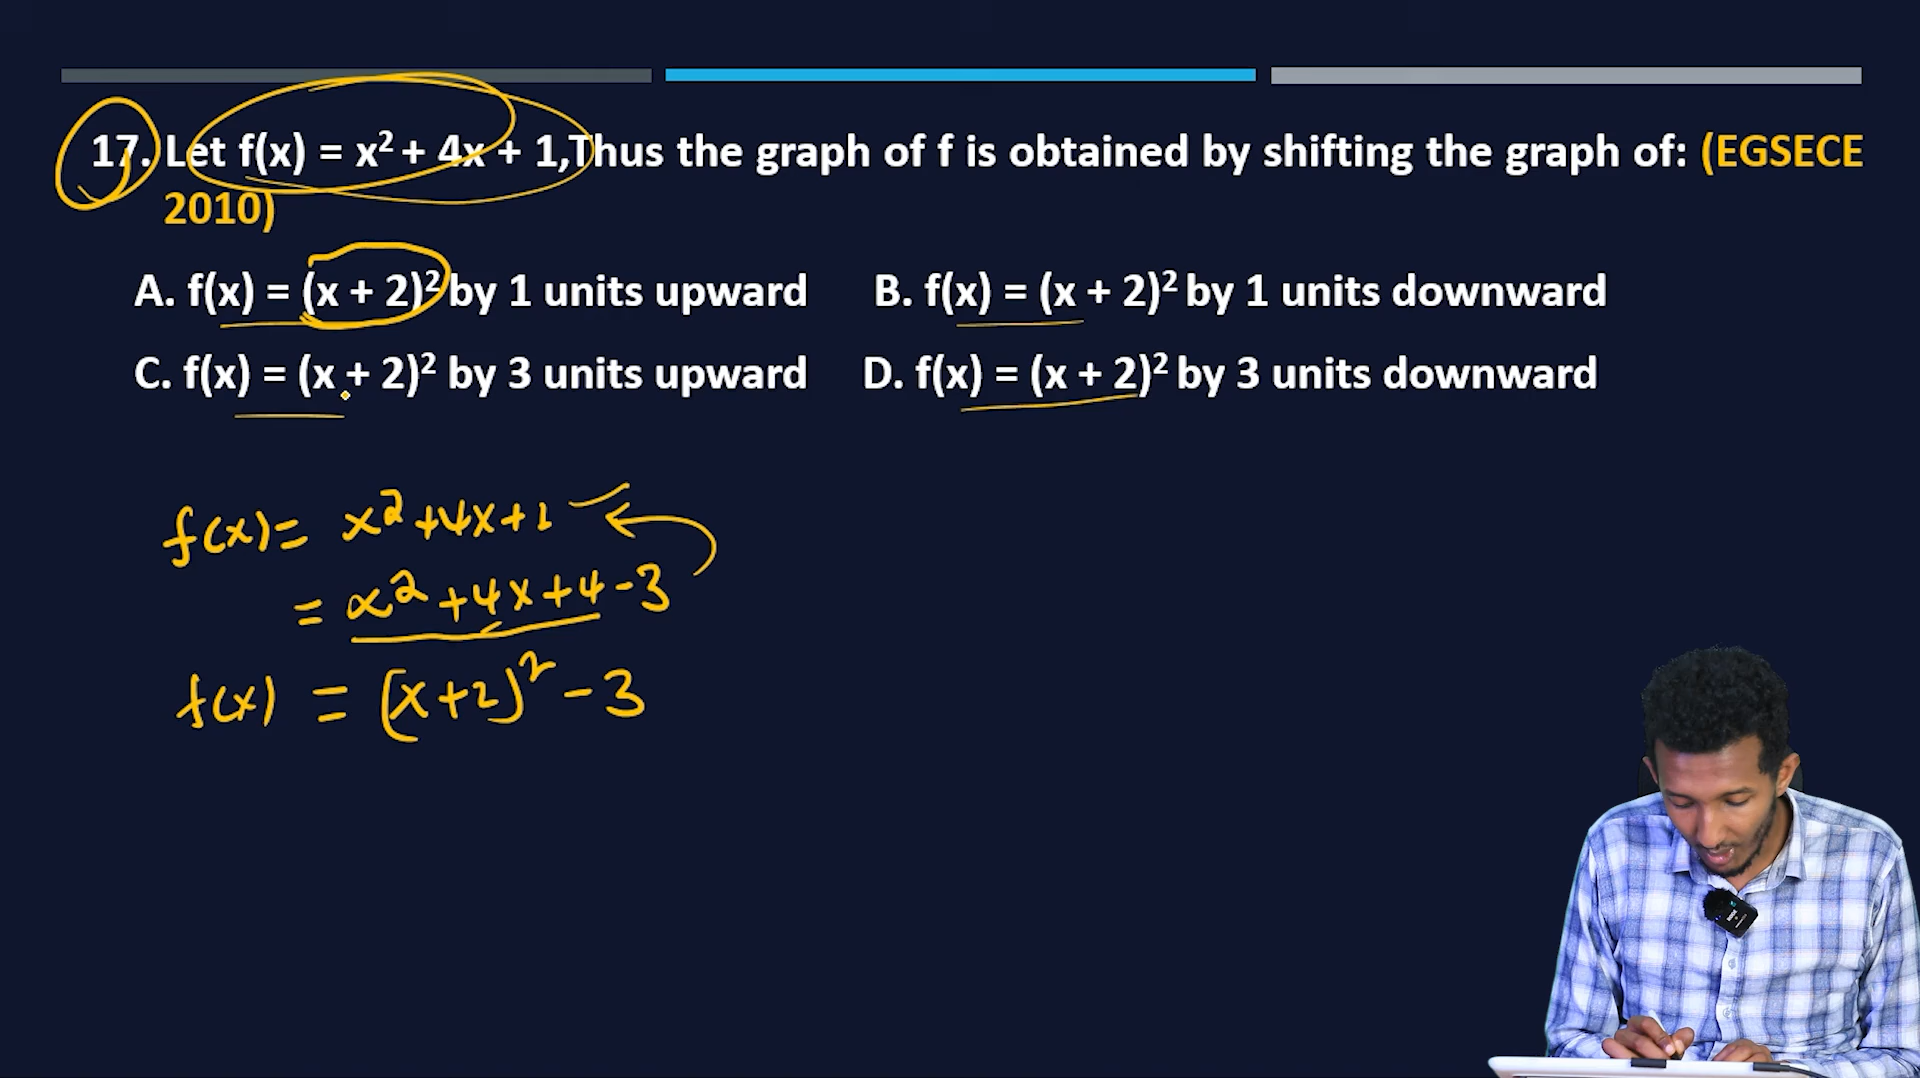 17. Let f(x) = x² + 4x + 1,Thus the graph of f is obtained by shifting the graph of: (EGSECE
2010)
A. f(x) = (x + 2)² by 1 units upward B. f(x) = (x + 2)² by 1 units downward
C. f(x) = (x + 2)² by 3 units upward D. f(x) = (x + 2)² by 3 units downward
f(x) = x² + 4x + 1
= x² + 4x + 4 - 3
f(x) = (x + 2)² - 3